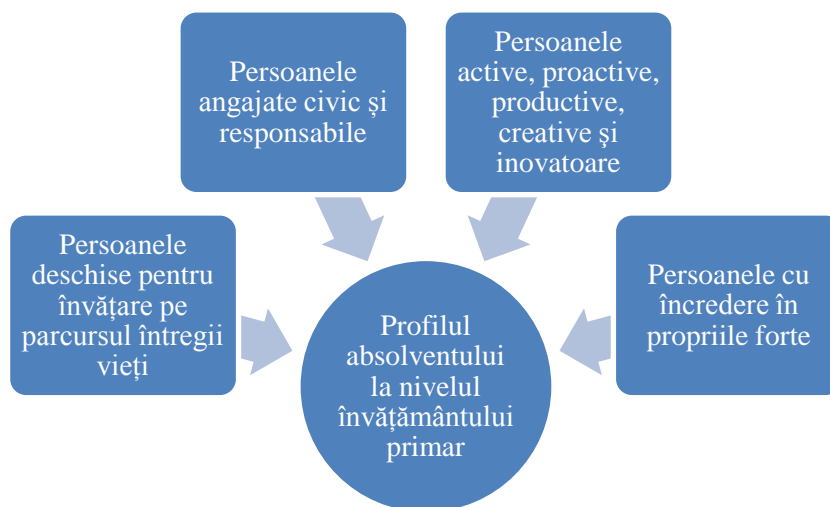 Persoanele
deschise pentru
învățare pe
parcursul întregii
vieți
Persoanele
angajate civic și
responsabile
Persoanele
active, proactive,
productive,
creative şi
inovatoare
Persoanele cu
încredere în
propriile forte
Profilul
absolventului
la nivelul
învățământului
primar